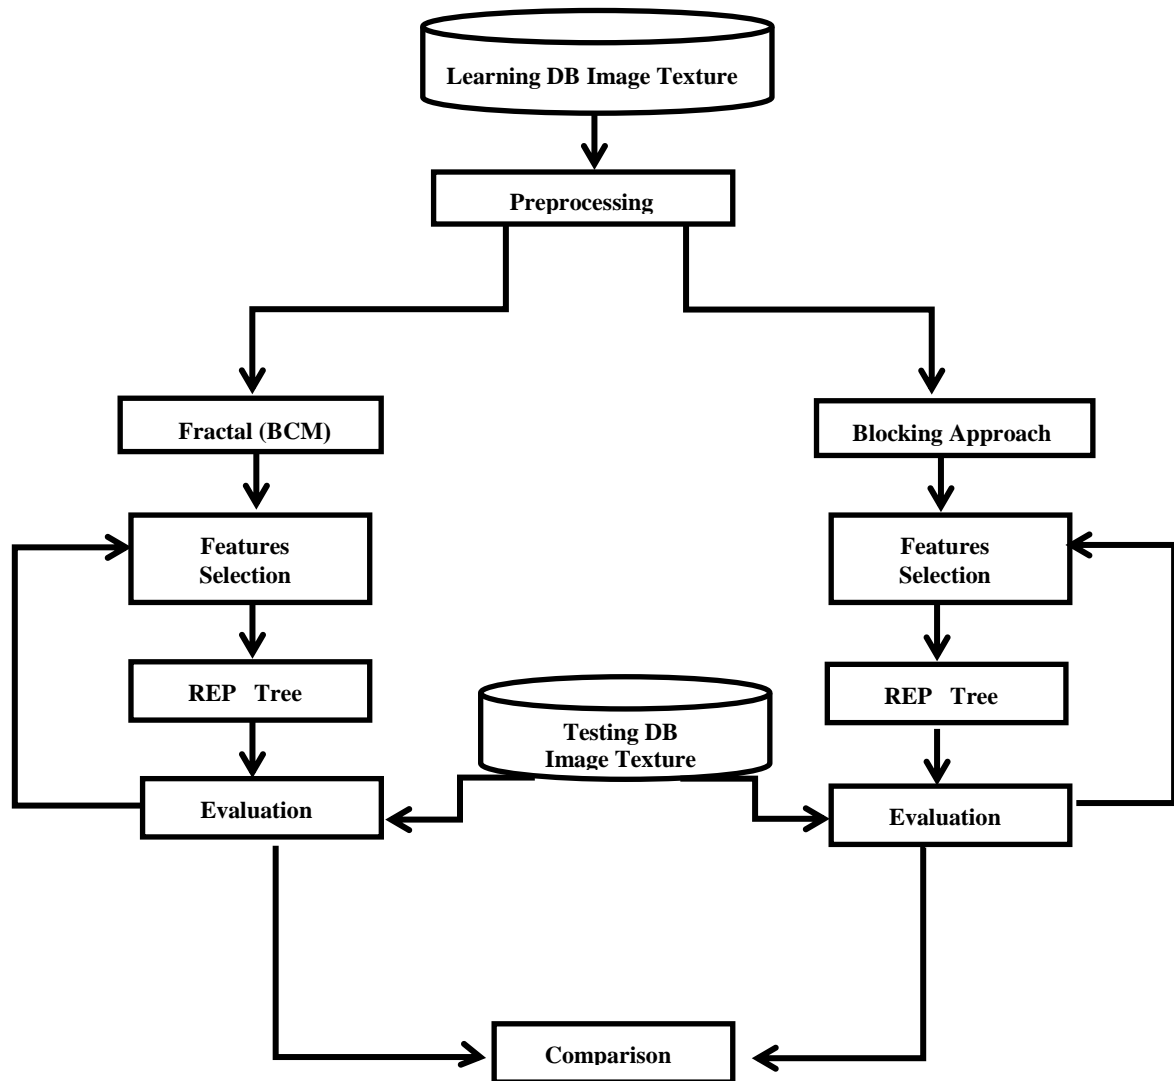 Learning DB Image Texture
Preprocessing
Fractal (BCM)
Blocking Approach
Features
Selection
Features
Selection
REP Tree
REP Tree
Testing DB
Image Texture
Evaluation
Evaluation
Comparison